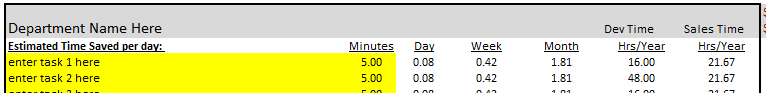 Department Name Here Dev Time Sales Time
Estimated Time Saved per day: Minutes Day Week Month Hrs/Year Hrs/Year
enter task 1 here 5.00 0.08 0.42 1.81 16.00 21.67
enter task 2 here 5.00 0.08 0.42 1.81 48.00 21.67